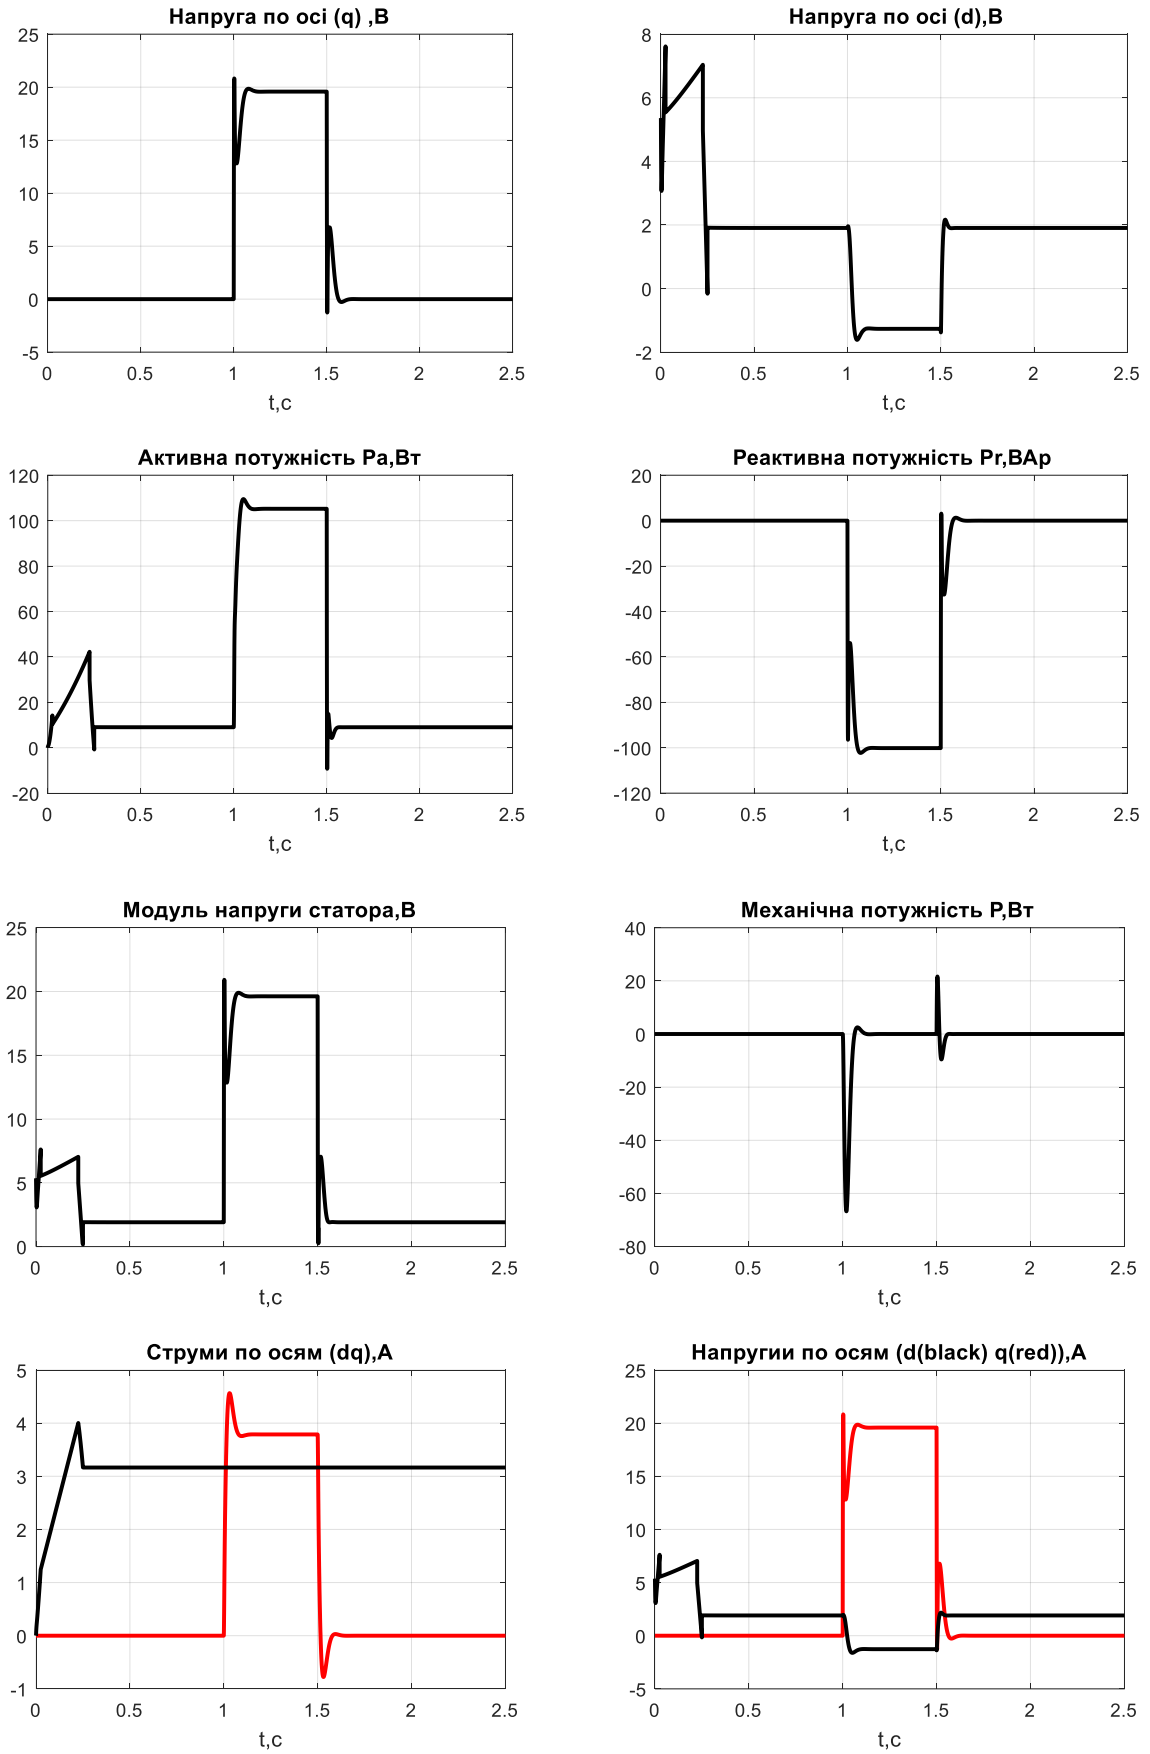 Напруга по осі (q) ,В
25
20
15
10
5
0
-5
0 0.5 1 1.5 2 2.5
t,c
Напруга по осі (d),В
8
6
4
2
0
-2
0 0.5 1 1.5 2 2.5
t,c
Активна потужність Pa,Вт
120
100
80
60
40
20
0
-20
0 0.5 1 1.5 2 2.5
t,c
Реактивна потужність Pr,ВАр
20
0
-20
-40
-60
-80
-100
-120
0 0.5 1 1.5 2 2.5
t,c
Модуль напруги статора,В
25
20
15
10
5
0
0 0.5 1 1.5 2 2.5
t,c
Механічна потужність P,Вт
40
20
0
-20
-40
-60
-80
0 0.5 1 1.5 2 2.5
t,c
Струми по осям (dq),А
5
4
3
2
1
0
-1
0 0.5 1 1.5 2 2.5
t,c
Напругии по осям (d(black) q(red)),А
25
20
15
10
5
0
-5
0 0.5 1 1.5 2 2.5
t,c